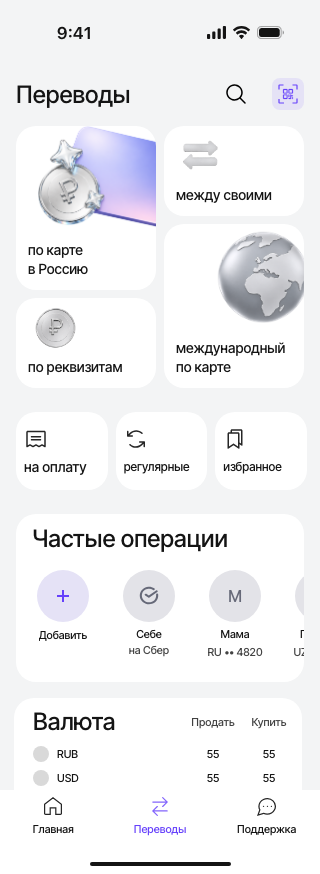 9:41
Переводы
по карте
в Россию
между своими
по реквизитам
международный
по карте
на оплату
регулярные
избранное
Частые операции
Добавить
Себе
на Сбер
М
Мама
RU •• 4820
UZ
Валюта
Продать
Купить
RUB 55 55
USD 55 55
Главная
Переводы
Поддержка